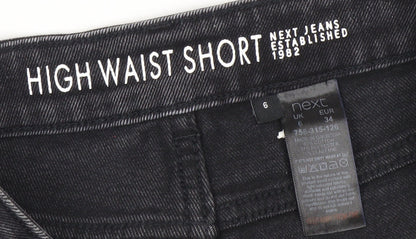 HIGH WAIST SHORT
NEXT JEANS
ESTABLISHED
1982
6
next
UK EUR
6 34